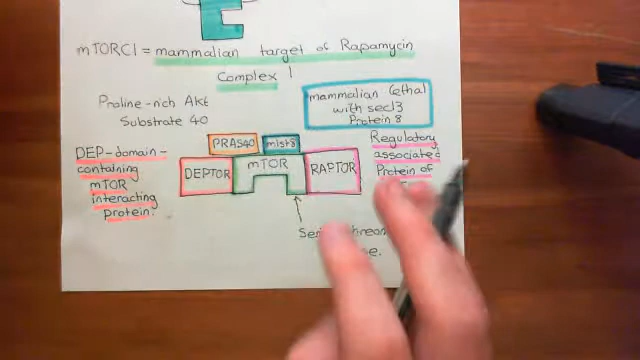 mTORC1 = mammalian target of Rapamycin
Complex 1
Proline-rich Akt
Substrate 40
mammalian lethal
with sec13
Protein 8
DEP-domain-
containing
mTOR
interacting
protein.
PRAS40
mlst8
DEPTOR
mTOR
RAPTOR
Regulatory
associated
Protein of